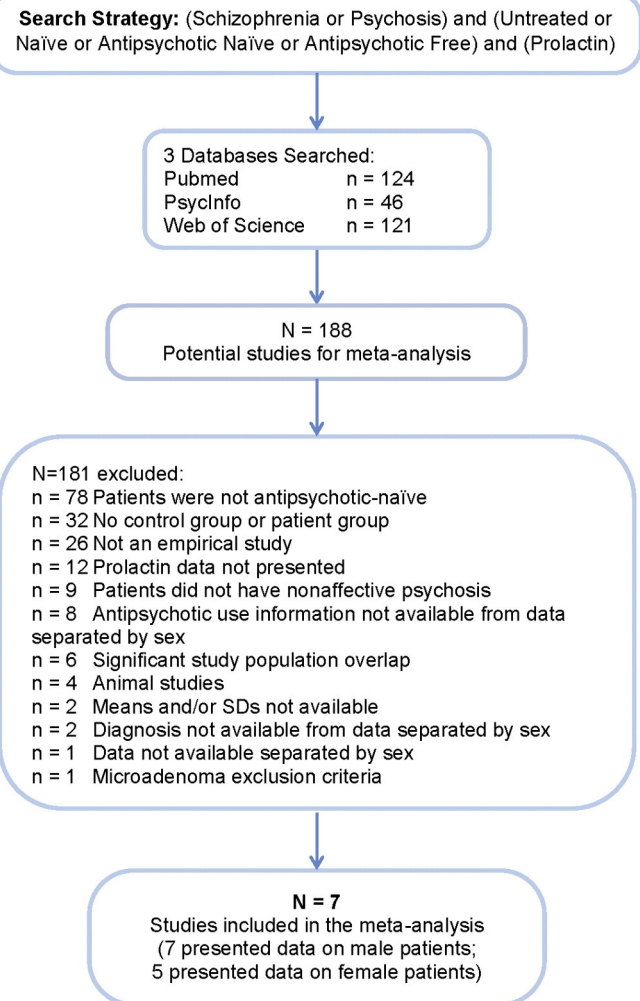 Search Strategy: (Schizophrenia or Psychosis) and (Untreated or
Naïve or Antipsychotic Naïve or Antipsychotic Free) and (Prolactin)
3 Databases Searched:
Pubmed n = 124
PsycInfo n = 46
Web of Science n = 121
N = 188
Potential studies for meta-analysis
N=181 excluded:
n = 78 Patients were not antipsychotic-naïve
n = 32 No control group or patient group
n = 26 Not an empirical study
n = 12 Prolactin data not presented
n = 9 Patients did not have nonaffective psychosis
n = 8 Antipsychotic use information not available from data
separated by sex
n = 6 Significant study population overlap
n = 4 Animal studies
n = 2 Means and/or SDs not available
n = 2 Diagnosis not available from data separated by sex
n = 1 Data not available separated by sex
n = 1 Microadenoma exclusion criteria
N = 7
Studies included in the meta-analysis
(7 presented data on male patients;
5 presented data on female patients)